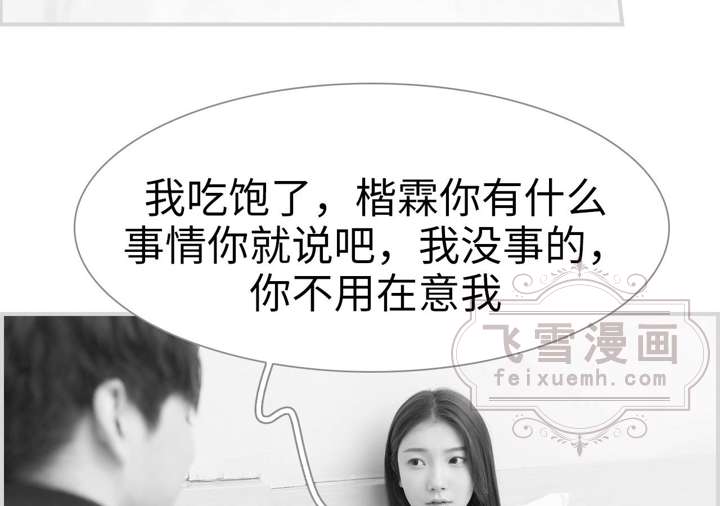 我吃饱了，楷霖你有什么
事情你就说吧，我没事的，
你不用在意我
飞雪漫画
feixuemh.com